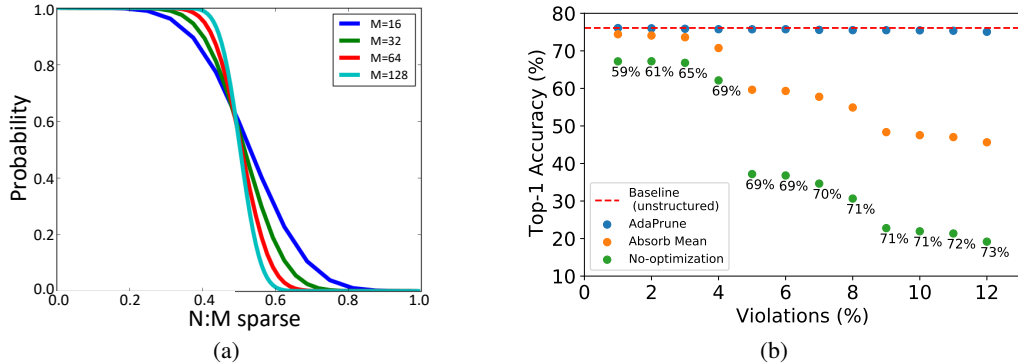 M=16
M=32
M=64
M=128
Probability
1.0
0.8
0.6
0.4
0.2
0.0
0.0 0.2 0.4 0.6 0.8 1.0
N:M sparse
(a)
Top-1 Accuracy (%)
80
70
60
50
40
30
20
10
59% 61% 65% 69%
69% 69% 70% 71% 71% 71% 72% 73%
Baseline
(unstructured)
AdaPrune
Absorb Mean
No-optimization
0 2 4 6 8 10 12
Violations (%)
(b)